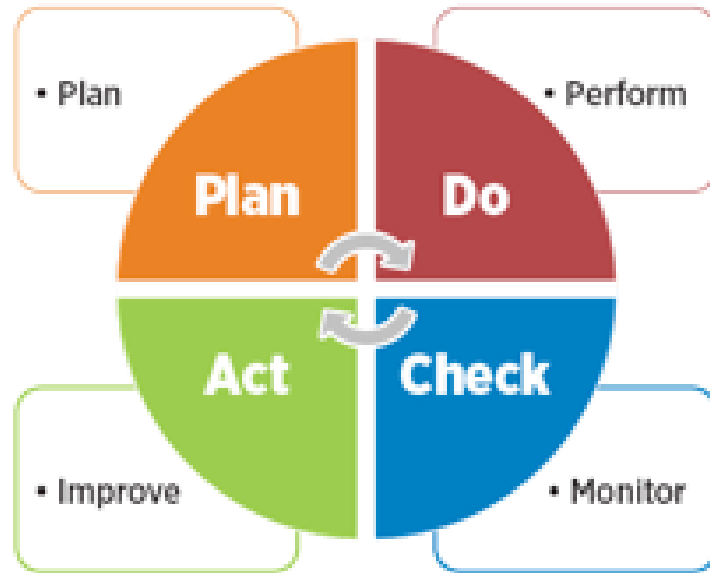 • Plan
• Perform
Plan
Do
Act
Check
• Improve
• Monitor